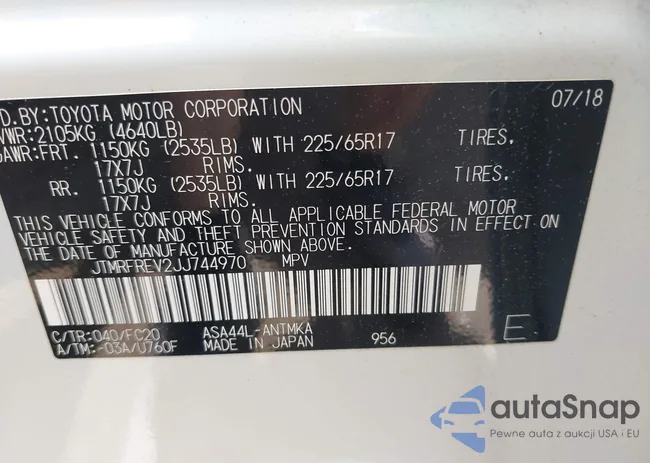 D.BY:TOYOTA MOTOR CORPORATION 07/18
VWR:2105KG (4640LB)
GAWR:FRT. 1150KG (2535LB) WITH 225/65R17 TIRES,
17X7J RIMS.
RR. 1150KG (2535LB) WITH 225/65R17 TIRES,
17X7J RIMS.
THIS VEHICLE CONFORMS TO ALL APPLICABLE FEDERAL MOTOR
VEHICLE SAFETY AND THEFT PREVENTION STANDARDS IN EFFECT ON
THE DATE OF MANUFACTURE SHOWN ABOVE.
JTMRFREV2JJ744970 MPV
C/TR:040/FC20 ASA44L-ANTMKA 956 E
A/TM:-03A/U760F MADE IN JAPAN
autaSnap
Pewne auta z aukcji USA i EU